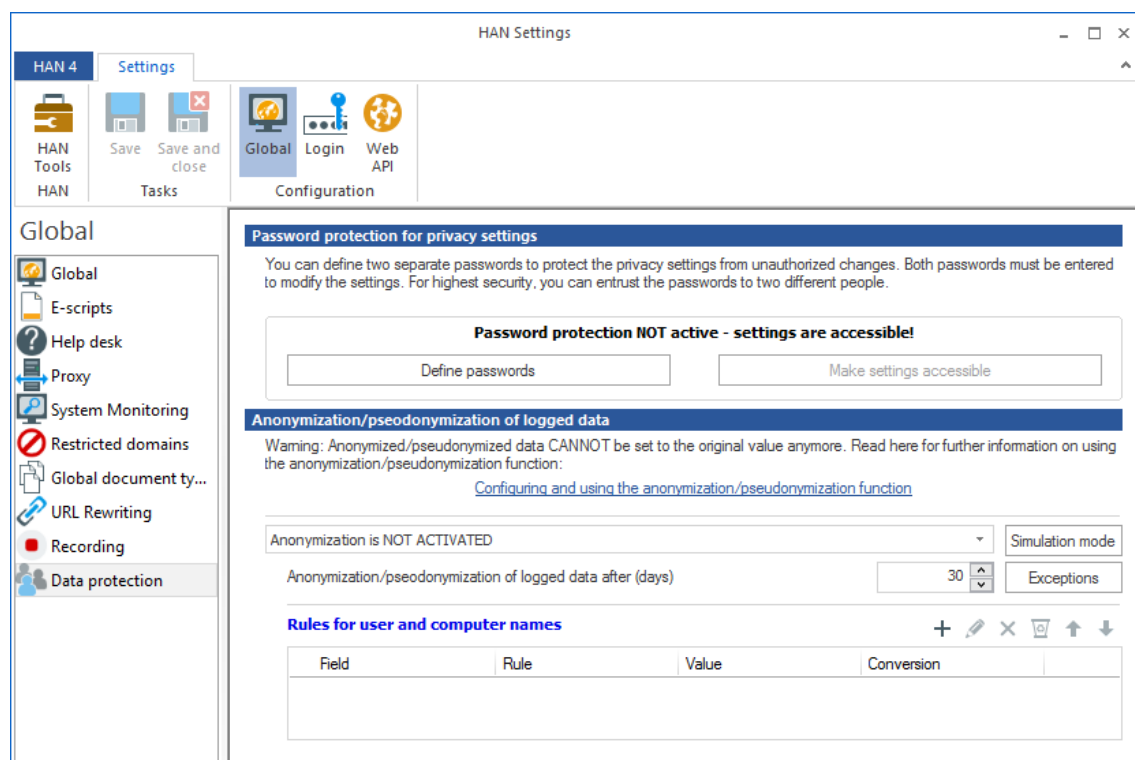 HAN Settings
HAN 4
Settings
HAN
Tools
Save
Save and
close
Global
Login
Web
API
HAN
Tasks
Configuration
Global
Global
E-scripts
Help desk
Proxy
System Monitoring
Restricted domains
Global document ty...
URL Rewriting
Recording
Data protection
Password protection for privacy settings
You can define two separate passwords to protect the privacy settings from unauthorized changes. Both passwords must be entered
to modify the settings. For highest security, you can entrust the passwords to two different people.
Password protection NOT active - settings are accessible!
Define passwords
Make settings accessible
Anonymization/pseodonymization of logged data
Warning: Anonymized/pseudonymized data CANNOT be set to the original value anymore. Read here for further information on using
the anonymization/pseudonymization function:
Configuring and using the anonymization/pseudonymization function
Anonymization is NOT ACTIVATED
Simulation mode
Anonymization/pseodonymization of logged data after (days)
30
Exceptions
Rules for user and computer names
Field Rule Value Conversion